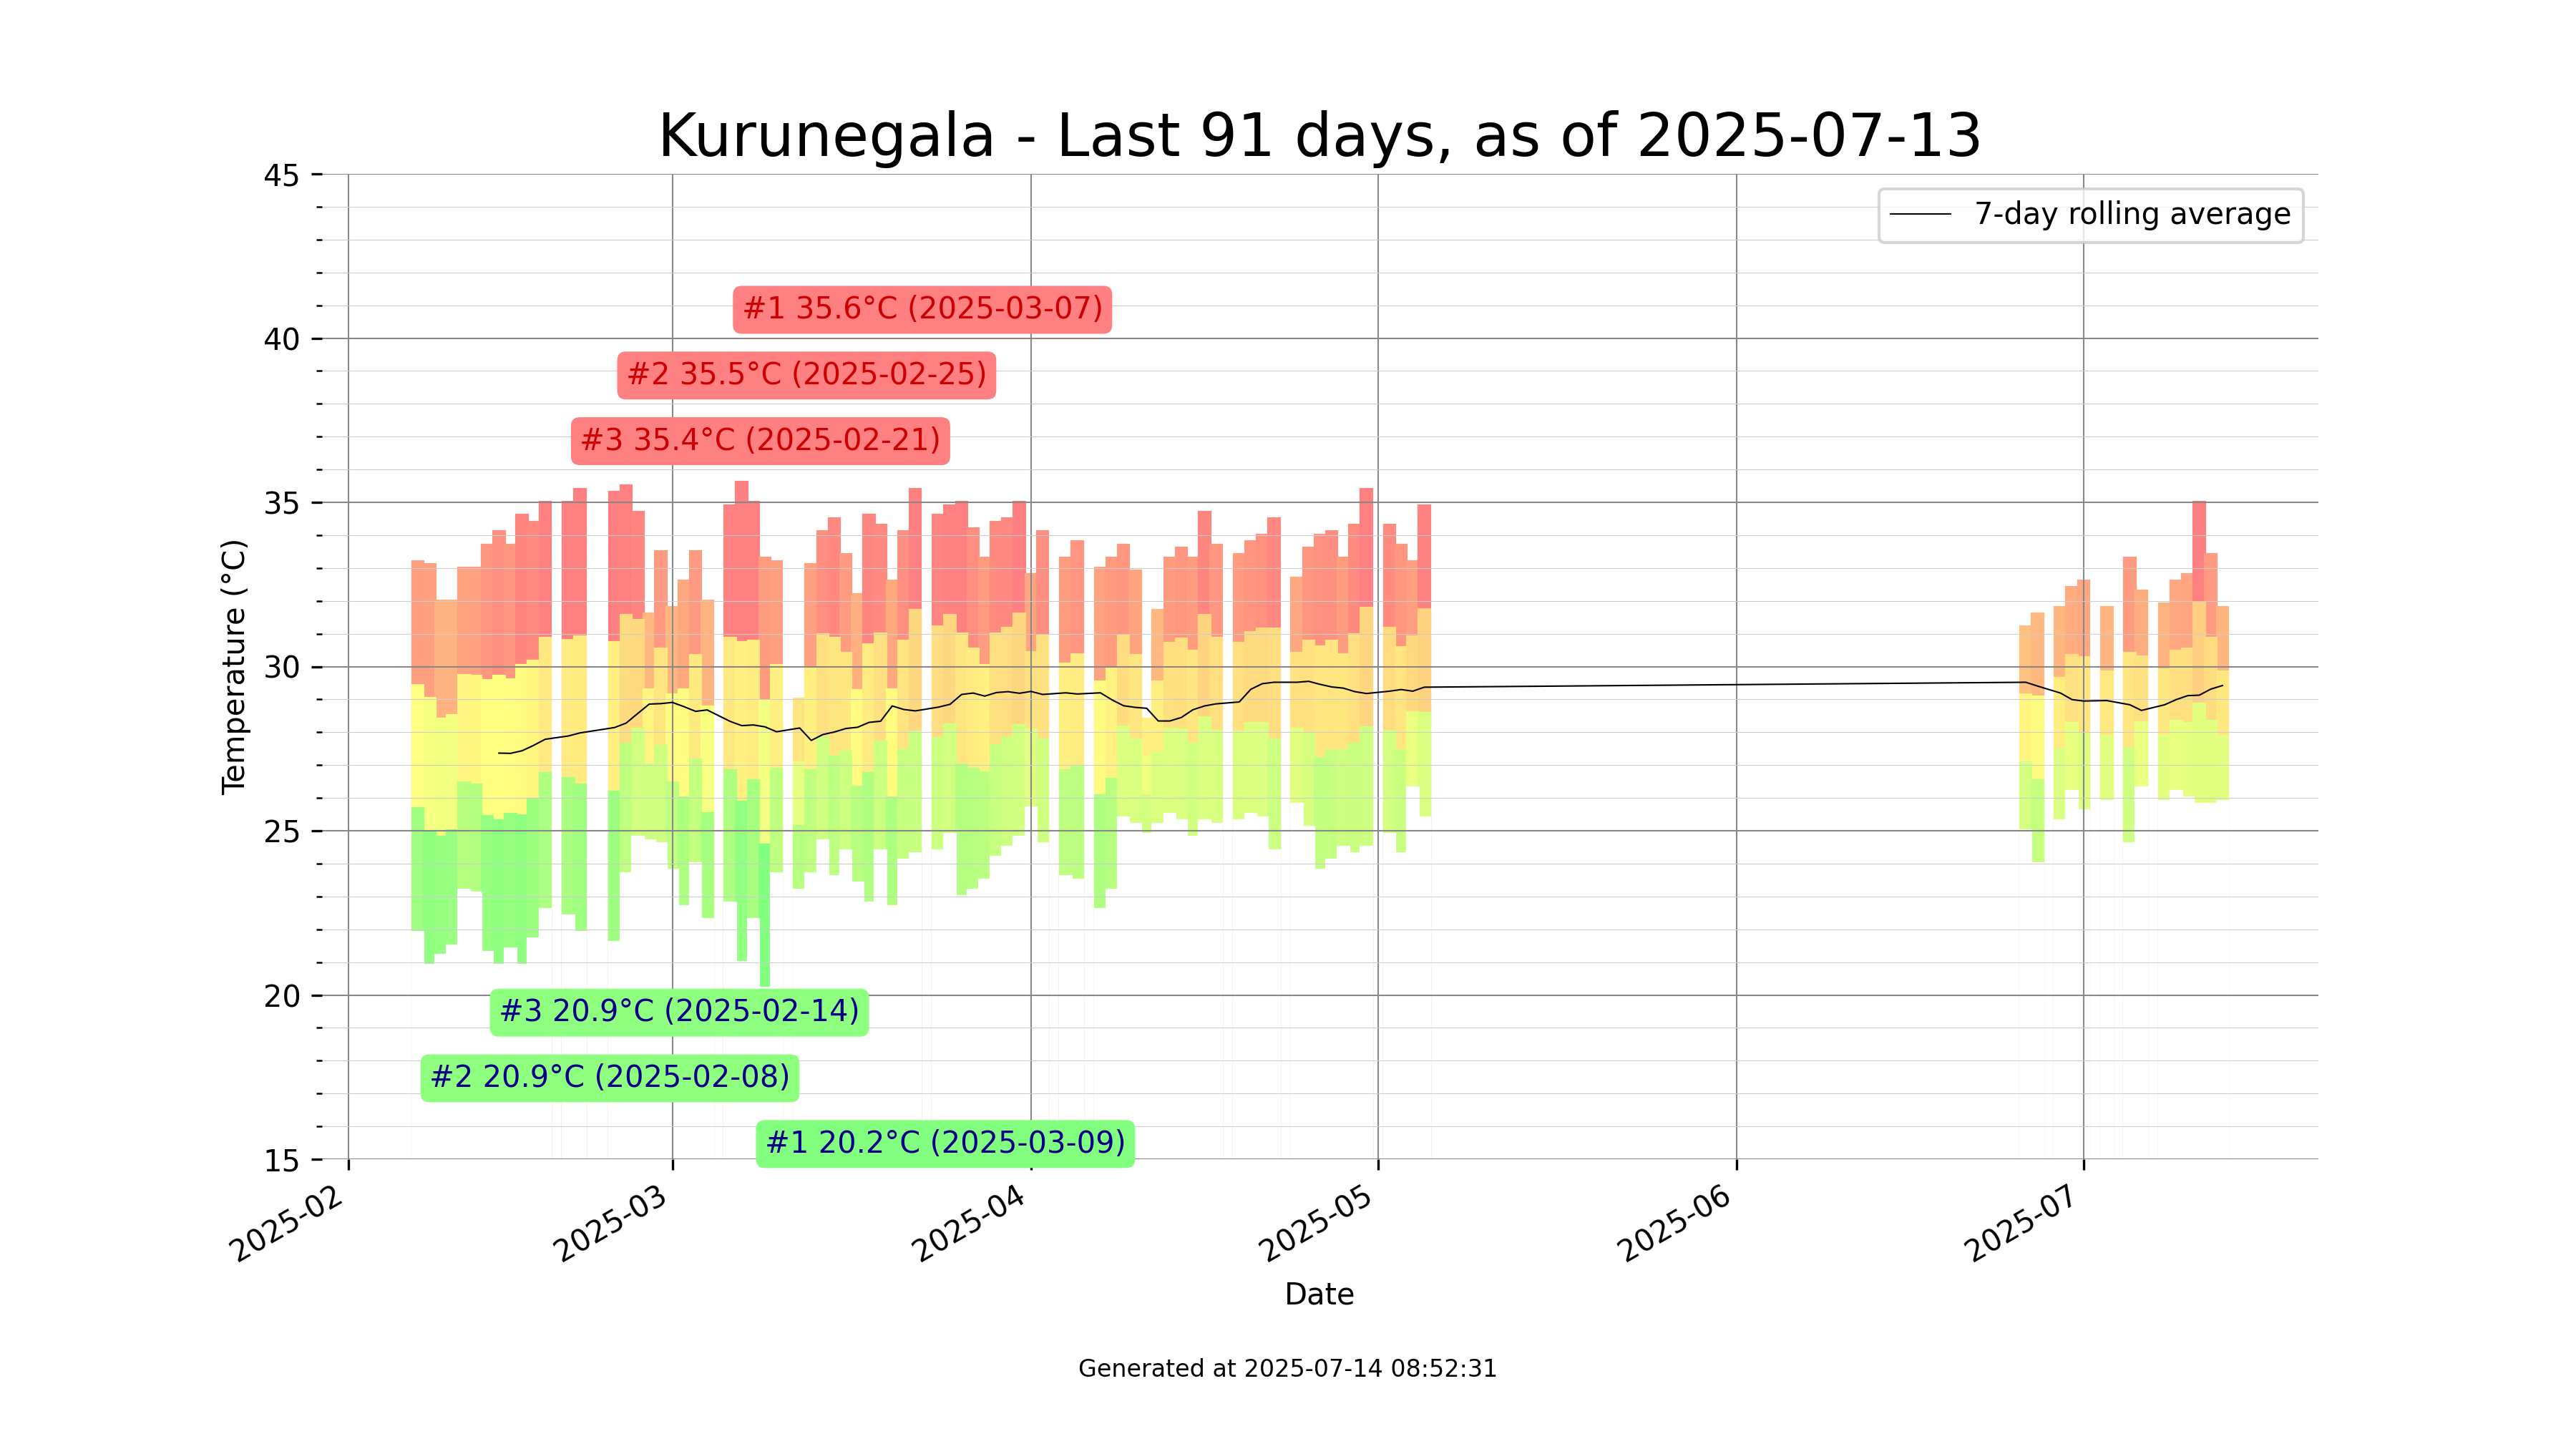 Kurunegala - Last 91 days, as of 2025-07-13
45
7-day rolling average
#1 35.6°C (2025-03-07)
40
#2 35.5°C (2025-02-25)
#3 35.4°C (2025-02-21)
35
Temperature (°C)
30
25
20
#3 20.9°C (2025-02-14)
#2 20.9°C (2025-02-08)
#1 20.2°C (2025-03-09)
15
2025-02
2025-03
2025-04
2025-05
2025-06
2025-07
Date
Generated at 2025-07-14 08:52:31